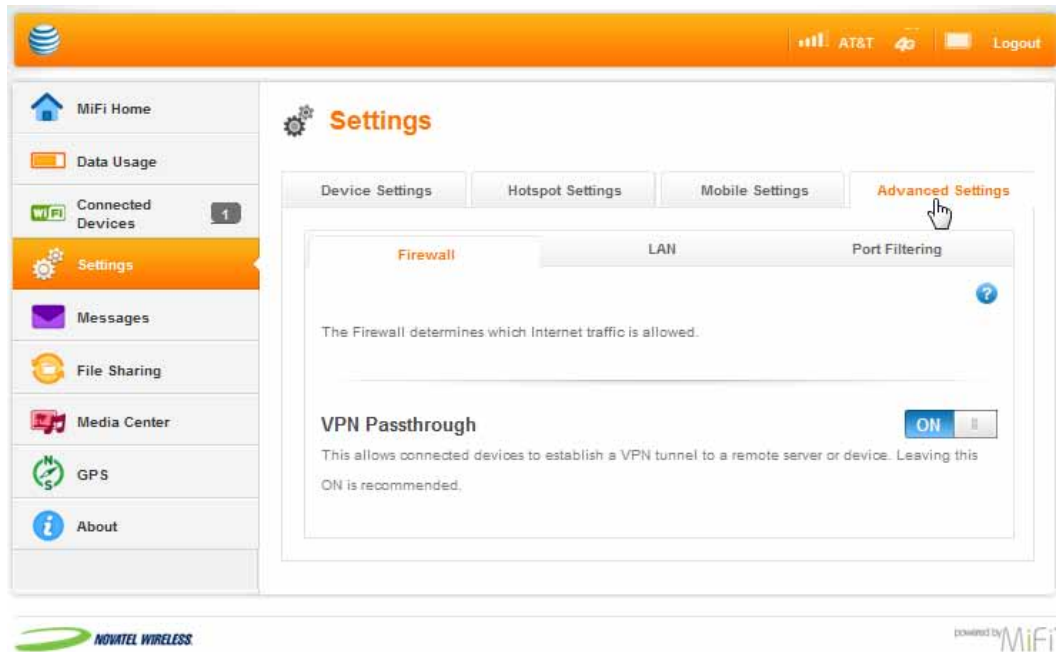 AT&T 4G Logout
MiFi Home
Data Usage
WiFi
Connected
Devices
1
Settings
Messages
File Sharing
Media Center
N
S
GPS
i
About
Settings
Device Settings
Hotspot Settings
Mobile Settings
Advanced Settings
Firewall
LAN
Port Filtering
?
The Firewall determines which Internet traffic is allowed.
VPN Passthrough
ON
This allows connected devices to establish a VPN tunnel to a remote server or device. Leaving this
ON is recommended.
NOVATEL WIRELESS
powered by MiFi